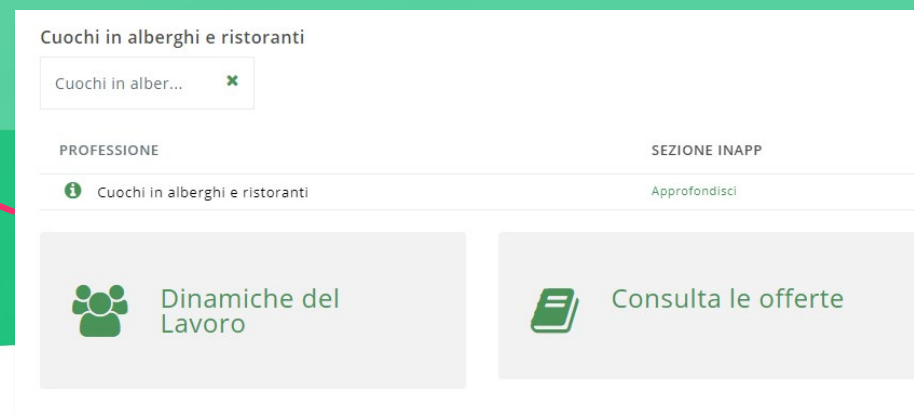 Cuochi in alberghi e ristoranti
Cuochi in alber...
PROFESSIONE SEZIONE INAPP
Cuochi in alberghi e ristoranti Approfondisci
Dinamiche del
Lavoro
Consulta le offerte